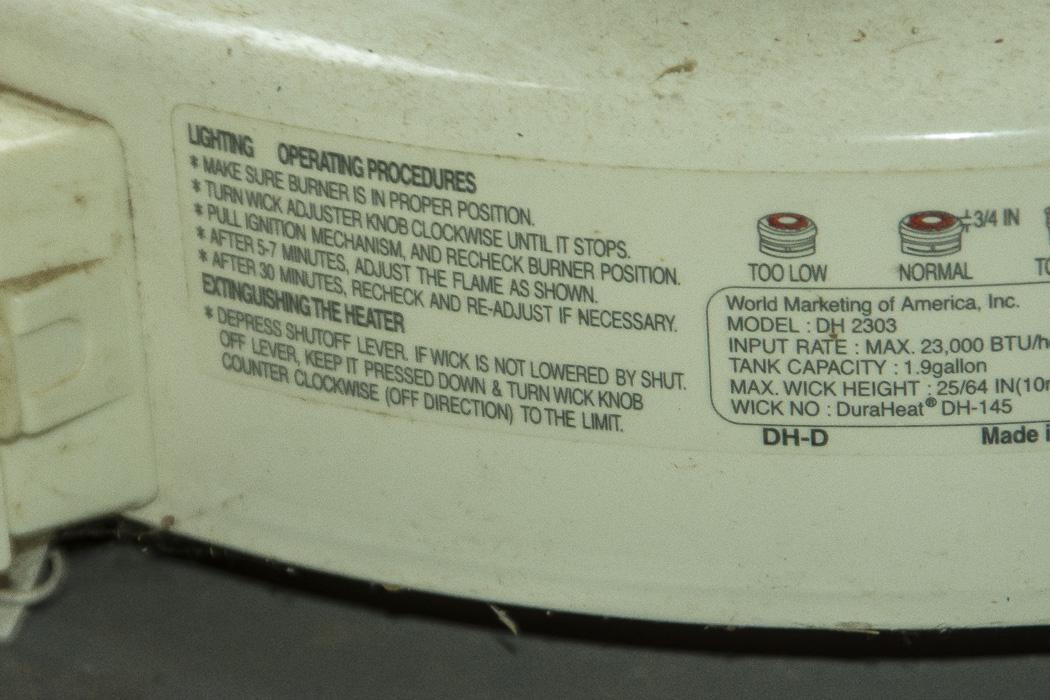 LIGHTING OPERATING PROCEDURES
* MAKE SURE BURNER IS IN PROPER POSITION.
* TURN WICK ADJUSTER KNOB CLOCKWISE UNTIL IT STOPS.
* PULL IGNITION MECHANISM, AND RECHECK BURNER POSITION.
* AFTER 5-7 MINUTES, ADJUST THE FLAME AS SHOWN.
* AFTER 30 MINUTES, RECHECK AND RE-ADJUST IF NECESSARY.
EXTINGUISHING THE HEATER
* DEPRESS SHUTOFF LEVER. IF WICK IS NOT LOWERED BY SHUT.
OFF LEVER, KEEP IT PRESSED DOWN & TURN WICK KNOB
COUNTER CLOCKWISE (OFF DIRECTION) TO THE LIMIT.
3/4 IN
TOO LOW NORMAL
World Marketing of America, Inc.
MODEL : DH 2303
INPUT RATE : MAX. 23,000 BTU/h
TANK CAPACITY : 1.9gallon
MAX. WICK HEIGHT : 25/64 IN(10
WICK NO : DuraHeat® DH-145
DH-D Made